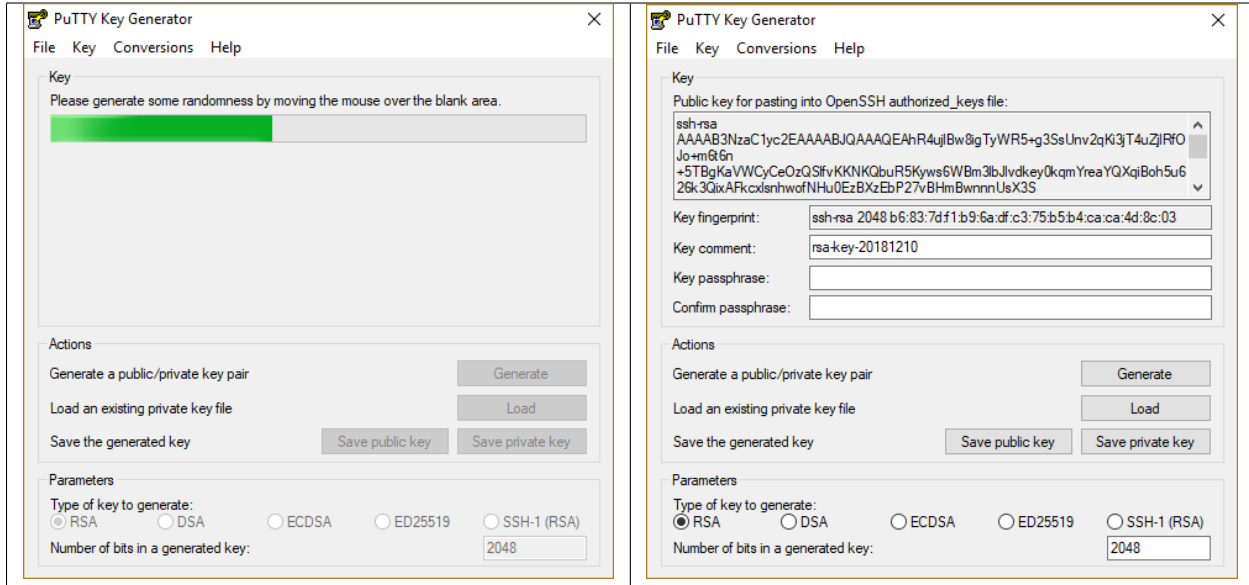 PuTTY Key Generator
File Key Conversions Help
Key
Please generate some randomness by moving the mouse over the blank area.
Actions
Generate a public/private key pair
Generate
Load an existing private key file
Load
Save the generated key
Save public key
Save private key
Parameters
Type of key to generate:
RSA DSA ECDSA ED25519 SSH-1 (RSA)
Number of bits in a generated key:
2048
PuTTY Key Generator
File Key Conversions Help
Key
Public key for pasting into OpenSSH authorized_keys file:
ssh-rsa
AAAAB3NzaC1yc2EAAAABJQAAAQEAhR4ujlBw8igTyWR5+g3SsUnv2qKi3jT4uZjlRfO
Jo+m6t6n
+5TBgKaVWCyCeOzQSlfvKKNKQbuR5Kyws6WBm3lbJlvdkey0kqmYreaYQXqiBoh5u6
26k3QixAFkcxlsnhwofNHu0EzBXzEbP27vBHmBwnnnUsX3S
Key fingerprint:
ssh-rsa 2048 b6:83:7d:f1:b9:6a:df:c3:75:b5:b4:ca:ca:4d:8c:03
Key comment:
rsa-key-20181210
Key passphrase:
Confirm passphrase:
Actions
Generate a public/private key pair
Generate
Load an existing private key file
Load
Save the generated key
Save public key
Save private key
Parameters
Type of key to generate:
RSA DSA ECDSA ED25519 SSH-1 (RSA)
Number of bits in a generated key:
2048